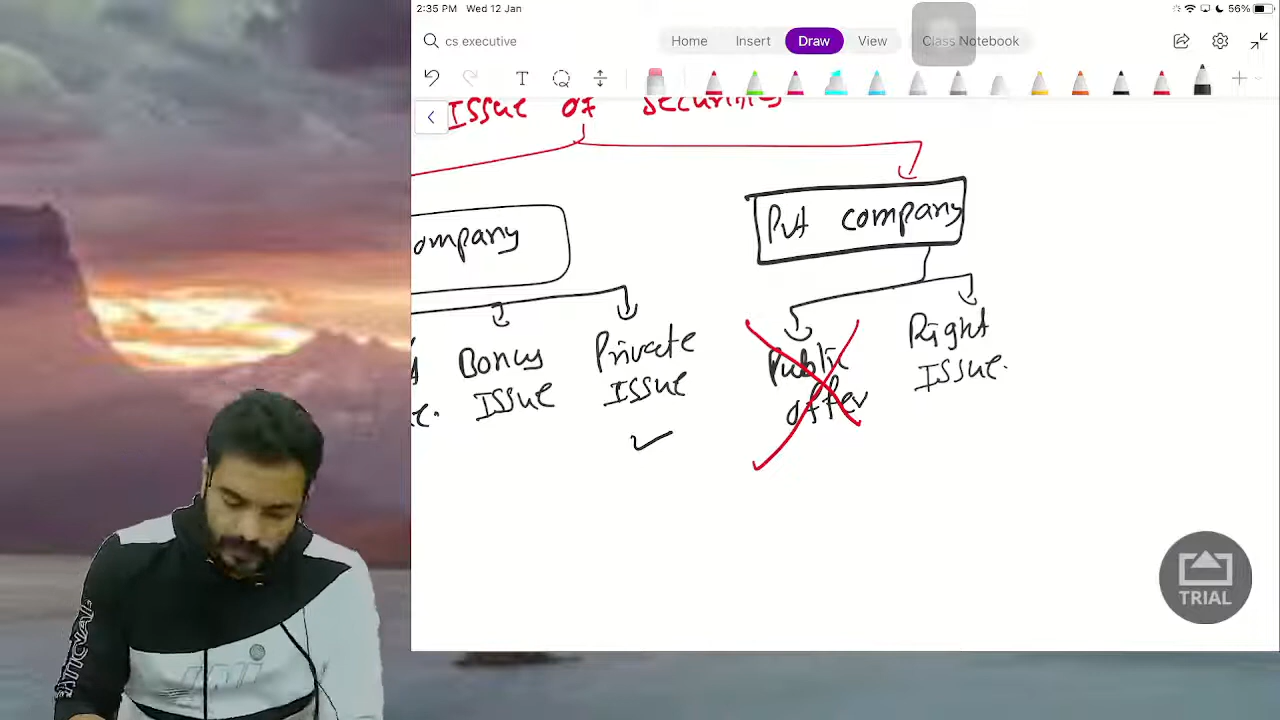 2:35 PM Wed 12 Jan
56%
cs executive
Home Insert Draw View Class Notebook
T
Issue of securities
ompany
Pvt company
Bonus
Issue
Private
Issue
Public
offer
Right
Issue.
e.
TRIAL